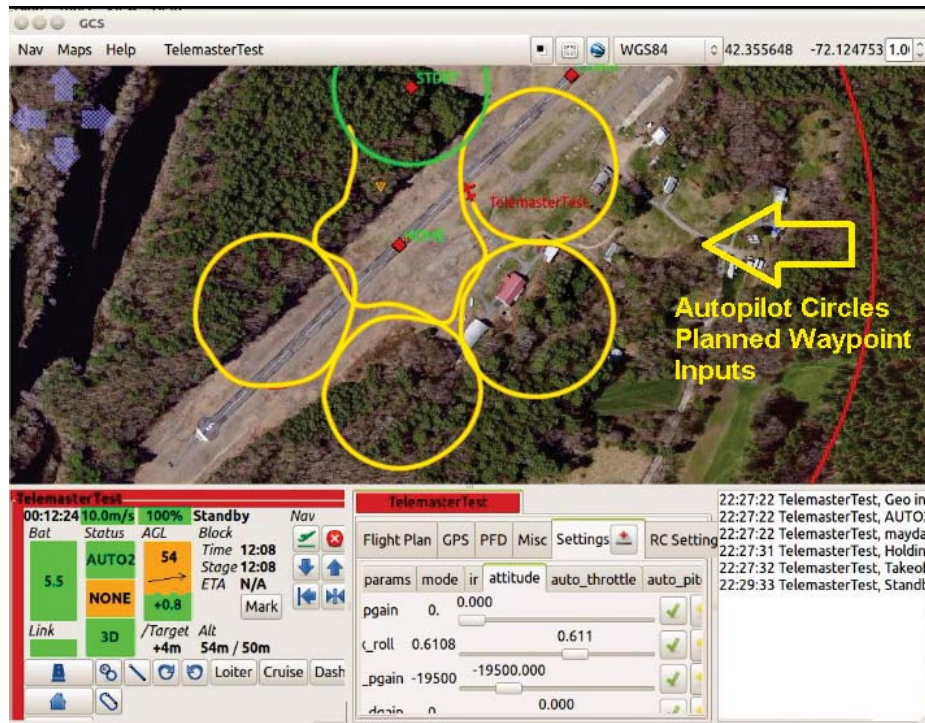 GCS
Nav Maps Help TelemasterTest WGS84 42.355648 -72.124753 1.0
STDBY
TelemasterTest
HOME
Autopilot Circles
Planned Waypoint
Inputs
TelemasterTest
00:12:24 10.0m/s 100% Standby Nav
Bat Status AGL Block
Time 12:08
Stage 12:08
ETA N/A
Mark
5.5 AUTO2 54
NONE +0.8
Link 3D /Target Alt
+4m 54m / 50m
Loiter Cruise Dash
TelemasterTest
Flight Plan GPS PFD Misc Settings RC Setting
params mode ir attitude auto_throttle auto_pit
pgain 0. 0.000
_roll 0.6108 0.611
_pgain -19500 -19500.000
dgain 0 0.000
22:27:22 TelemasterTest, Geo in
22:27:22 TelemasterTest, AUTO2
22:27:22 TelemasterTest, mayda
22:27:31 TelemasterTest, Holdin
22:27:32 TelemasterTest, Takeof
22:29:33 TelemasterTest, Standb